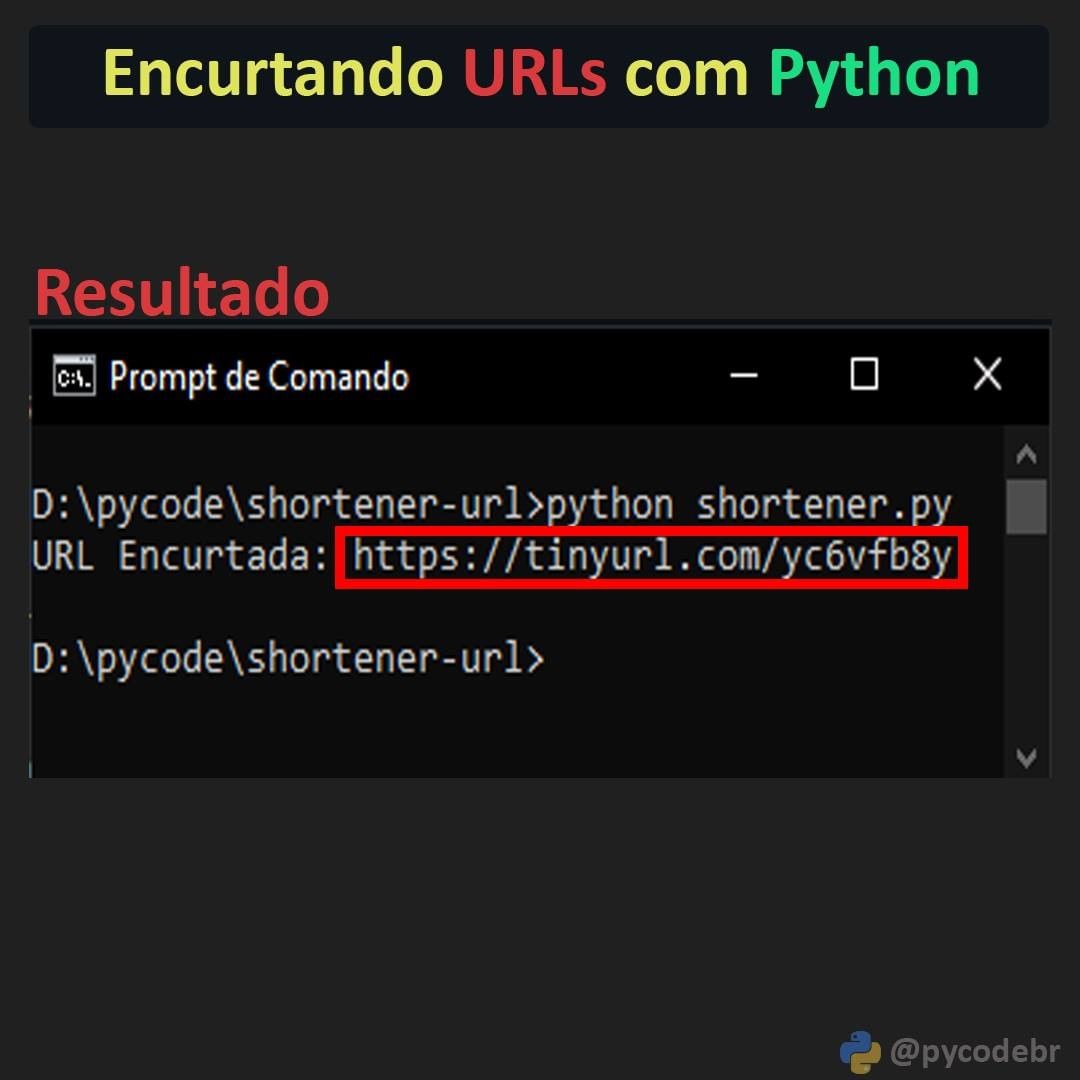 Encurtando URLs com Python
Resultado
C:\. Prompt de Comando
D:\pycode\shortener-url>python shortener.py
URL Encurtada: https://tinyurl.com/yc6vfb8y
D:\pycode\shortener-url>
@pycodebr